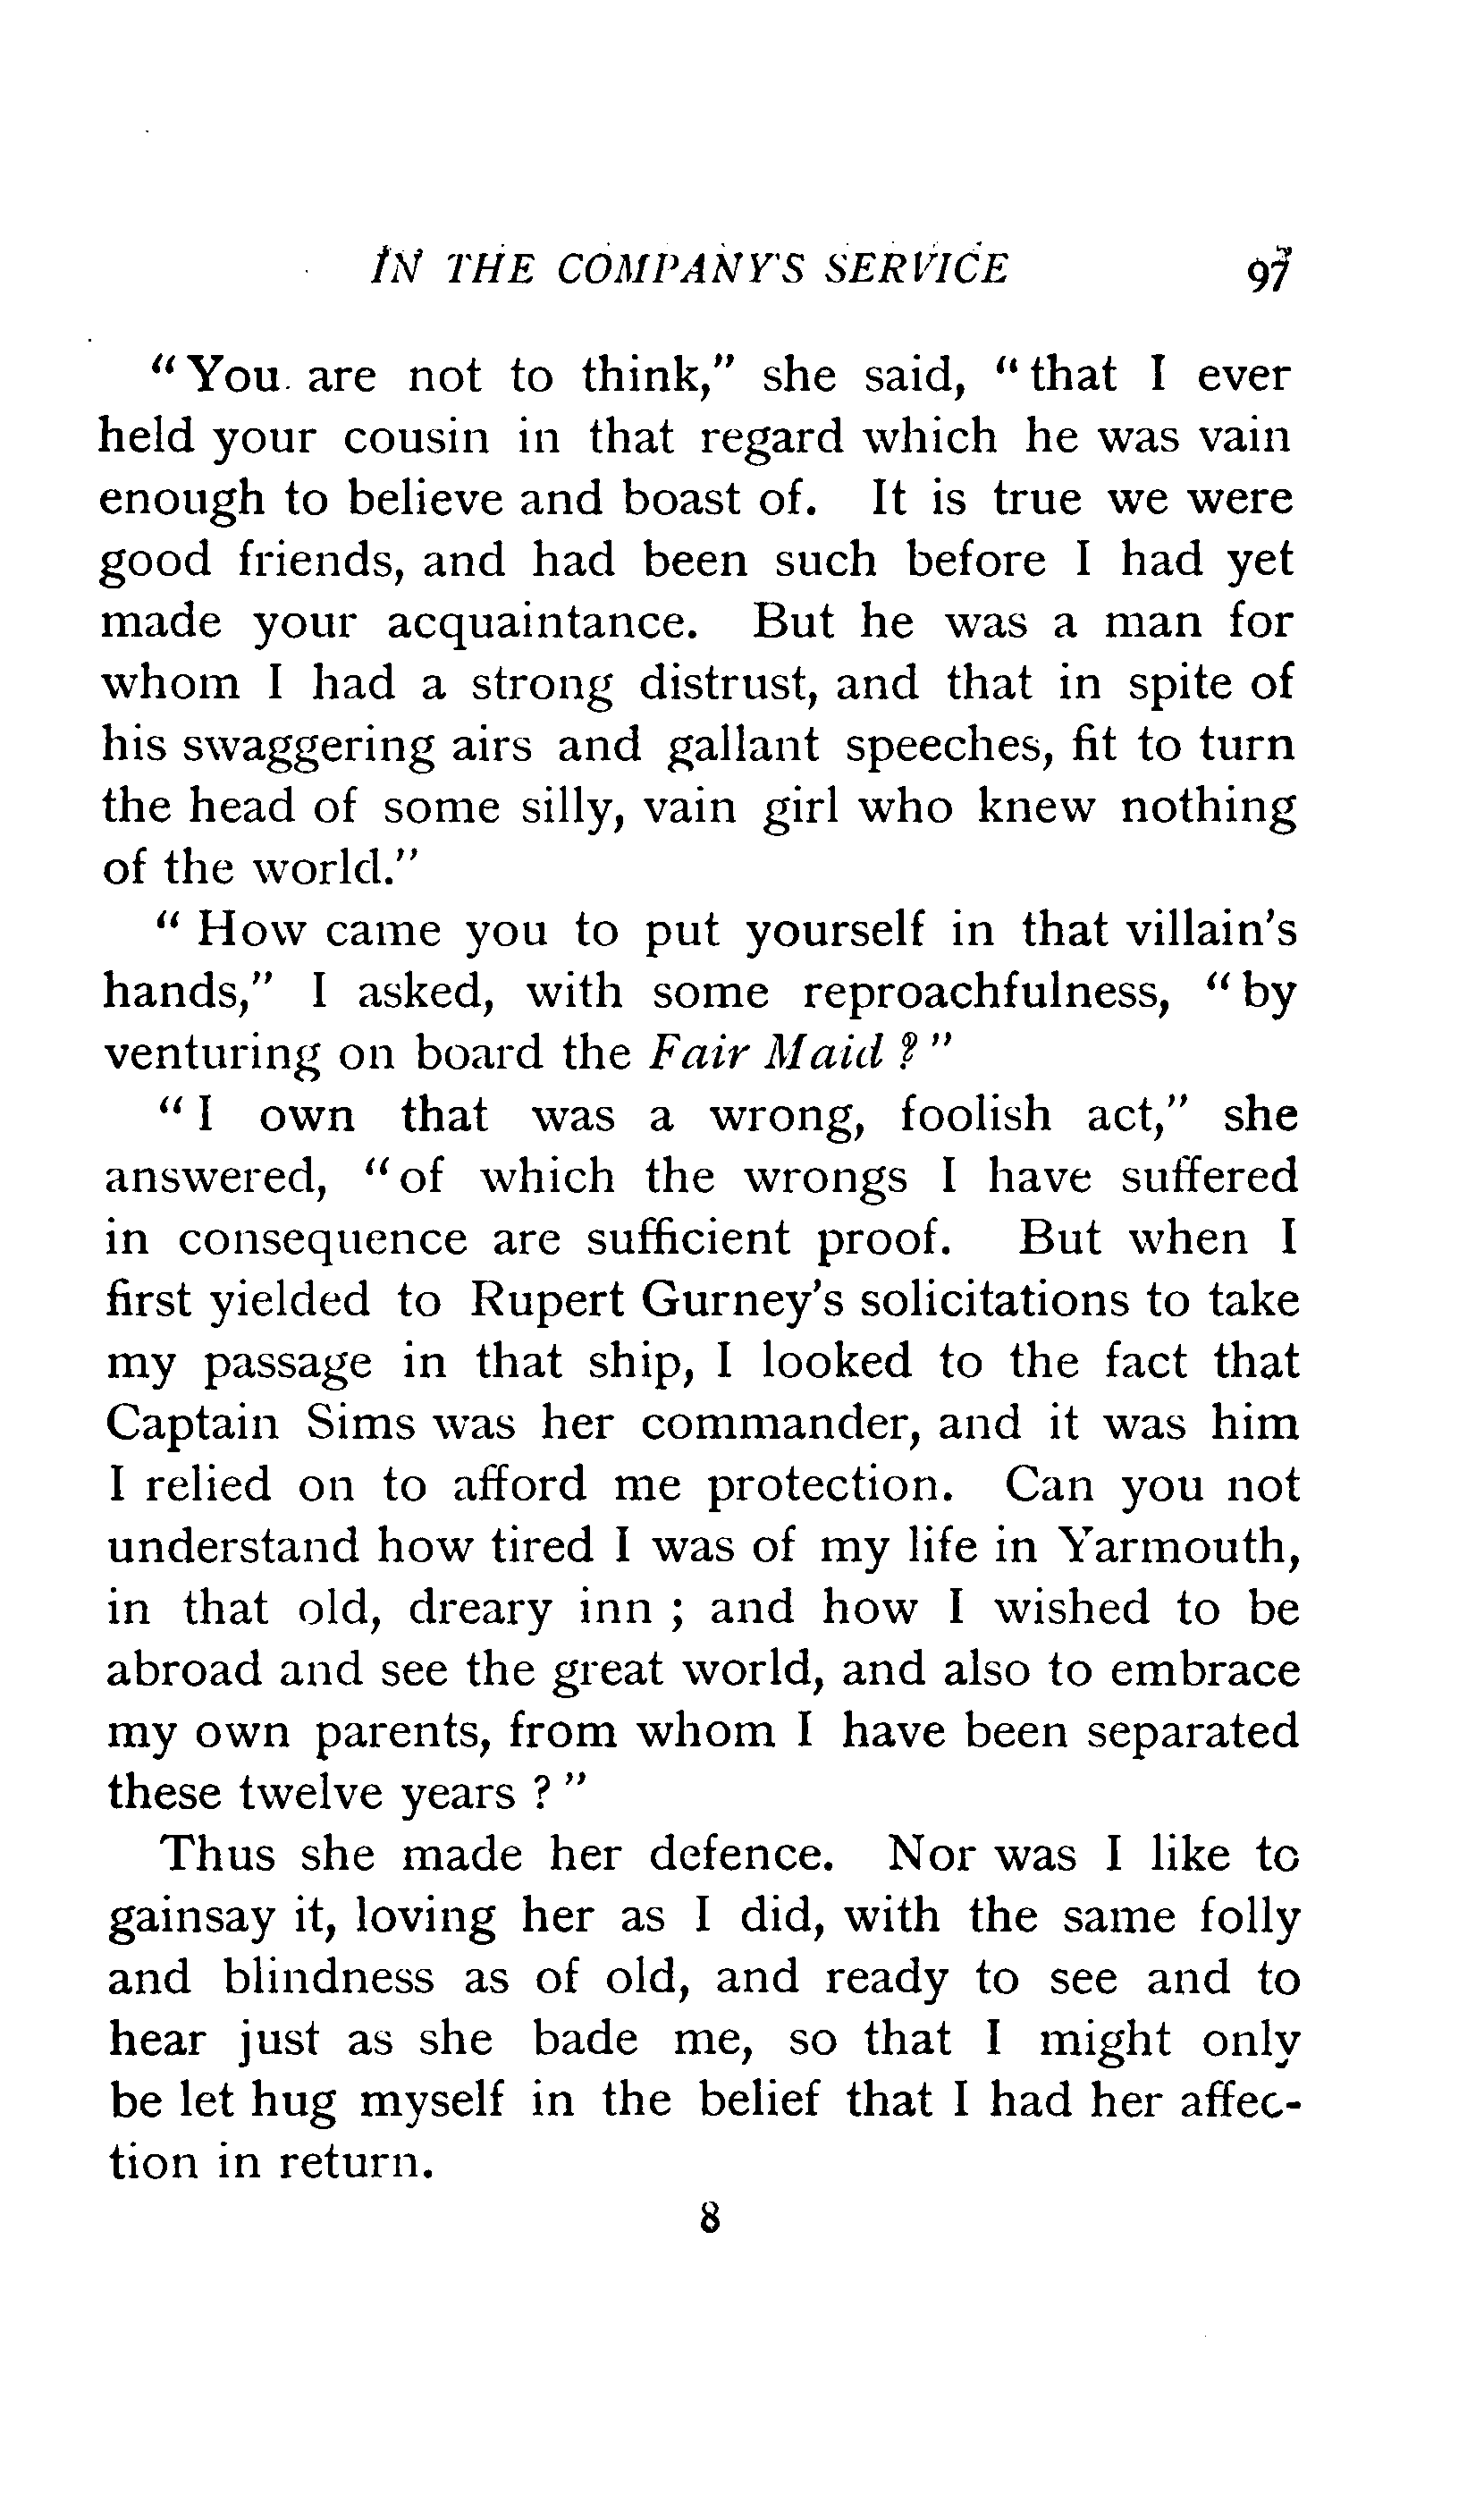 IN THE COMPANY'S SERVICE 97
"You are not to think," she said, "that I ever
held your cousin in that regard which he was vain
enough to believe and boast of. It is true we were
good friends, and had been such before I had yet
made your acquaintance. But he was a man for
whom I had a strong distrust, and that in spite of
his swaggering airs and gallant speeches, fit to turn
the head of some silly, vain girl who knew nothing
of the world."
"How came you to put yourself in that villain's
hands," I asked, with some reproachfulness, "by
venturing on board the Fair Maid?"
"I own that was a wrong, foolish act," she
answered, "of which the wrongs I have suffered
in consequence are sufficient proof. But when I
first yielded to Rupert Gurney's solicitations to take
my passage in that ship, I looked to the fact that
Captain Sims was her commander, and it was him
I relied on to afford me protection. Can you not
understand how tired I was of my life in Yarmouth,
in that old, dreary inn; and how I wished to be
abroad and see the great world, and also to embrace
my own parents, from whom I have been separated
these twelve years?"
Thus she made her defence. Nor was I like to
gainsay it, loving her as I did, with the same folly
and blindness as of old, and ready to see and to
hear just as she bade me, so that I might only
be let hug myself in the belief that I had her affec-
tion in return.
8